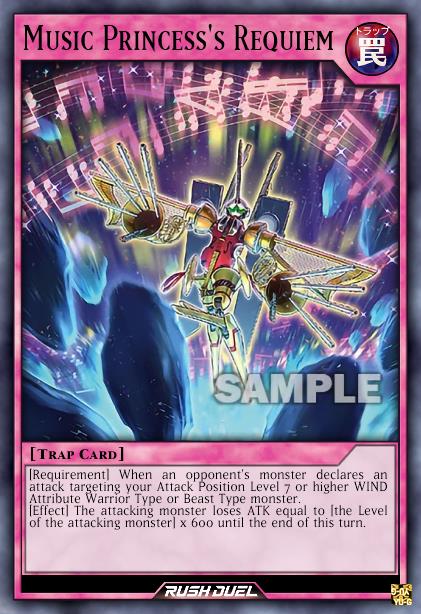 Music Princess's Requiem
トラップ
罠
SAMPLE
[Trap Card]
[Requirement] When an opponent's monster declares an
attack targeting your Attack Position Level 7 or higher WIND
Attribute Warrior Type or Beast Type monster.
[Effect] The attacking monster loses ATK equal to [the Level
of the attacking monster] x 600 until the end of this turn.
RUSH DUEL